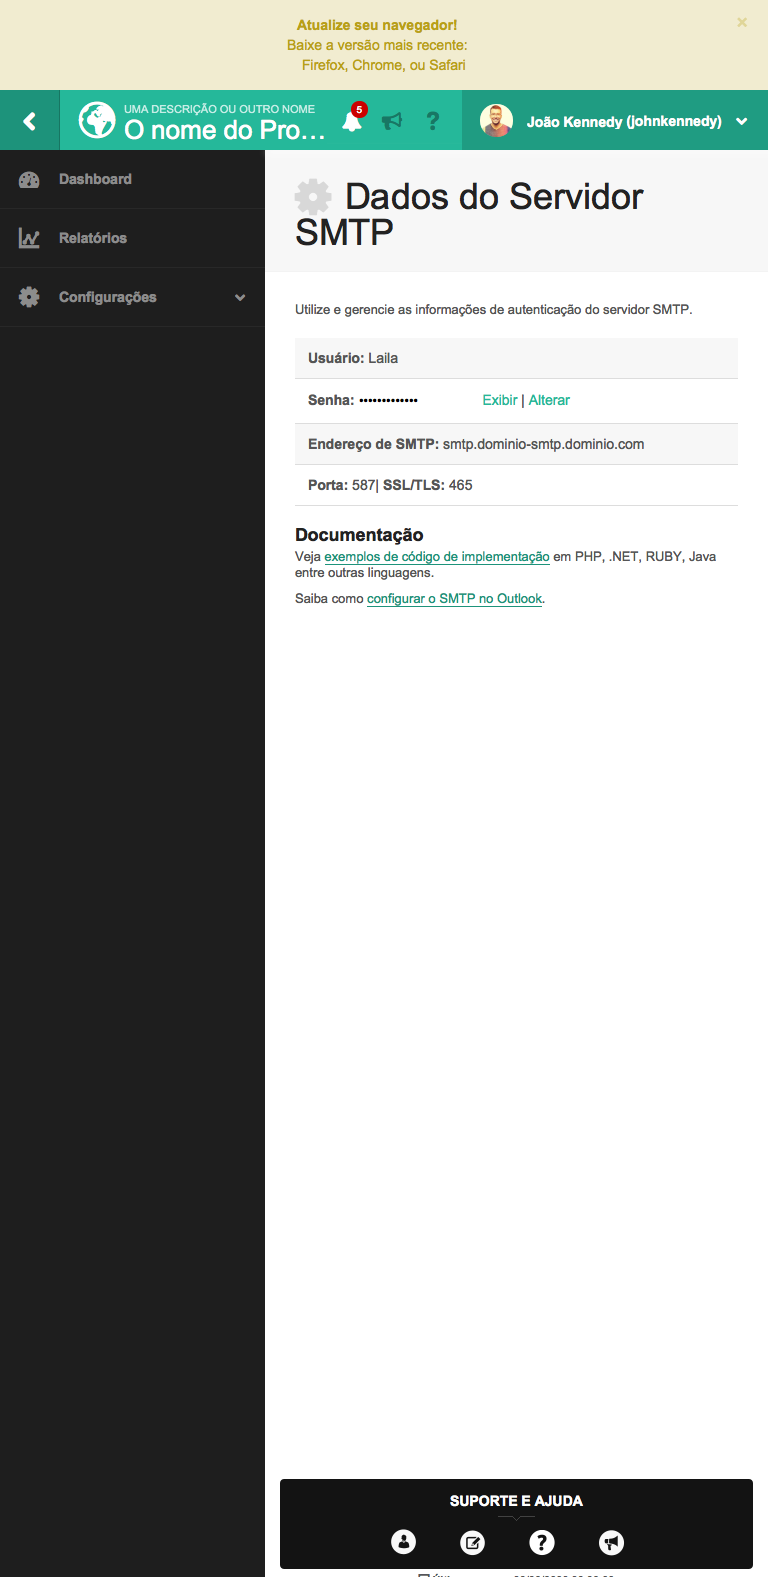 Atualize seu navegador!
Baixe a versão mais recente:
Firefox, Chrome, ou Safari
×
UMA DESCRIÇÃO OU OUTRO NOME
O nome do Pro...
5
João Kennedy (johnkennedy)
Dashboard
Relatórios
Configurações
Dados do Servidor
SMTP
Utilize e gerencie as informações de autenticação do servidor SMTP.
Usuário: Laila
Senha: ••••••••••••• Exibir | Alterar
Endereço de SMTP: smtp.dominio-smtp.dominio.com
Porta: 587| SSL/TLS: 465
Documentação
Veja exemplos de código de implementação em PHP, .NET, RUBY, Java
entre outras linguagens.
Saiba como configurar o SMTP no Outlook.
SUPORTE E AJUDA